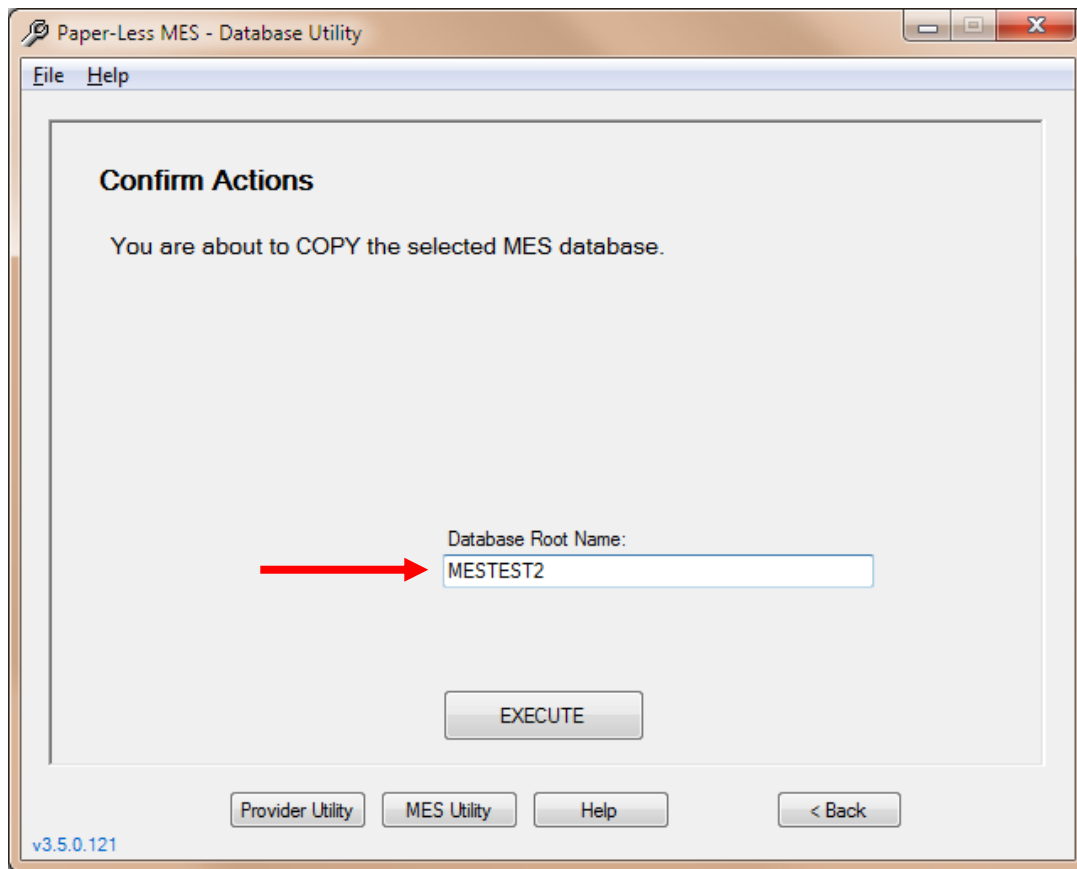 Paper-Less MES - Database Utility
File Help
Confirm Actions
You are about to COPY the selected MES database.
Database Root Name:
MESTEST2
EXECUTE
Provider Utility MES Utility Help < Back
v3.5.0.121